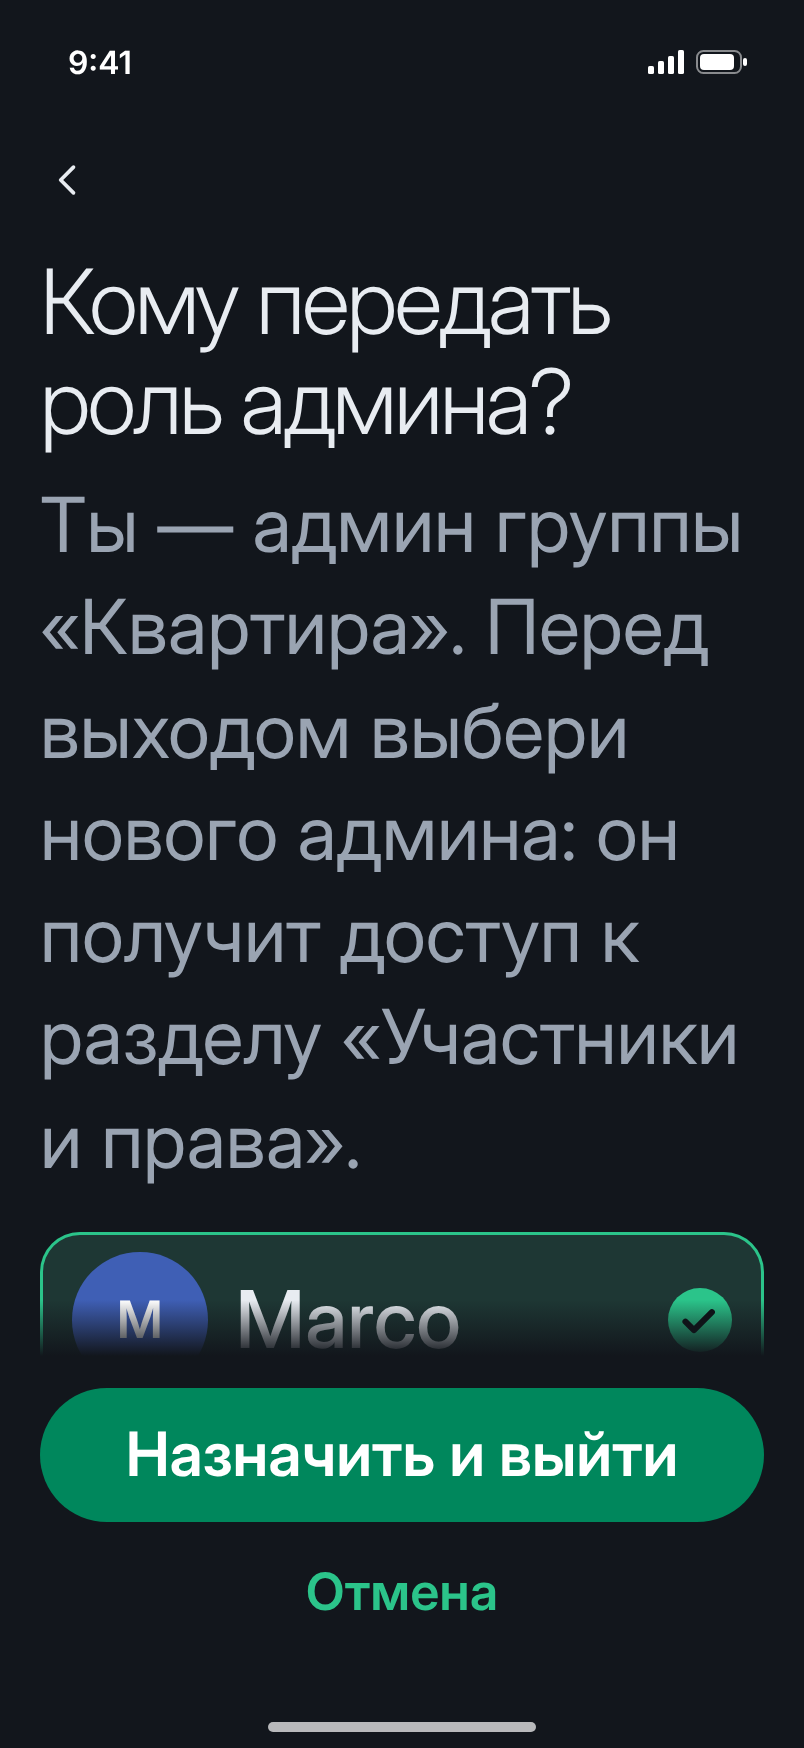 9:41
Кому передать
роль админа?
Ты — админ группы
«Квартира». Перед
выходом выбери
нового админа: он
получит доступ к
разделу «Участники
и права».
M
Marco
Назначить и выйти
Отмена